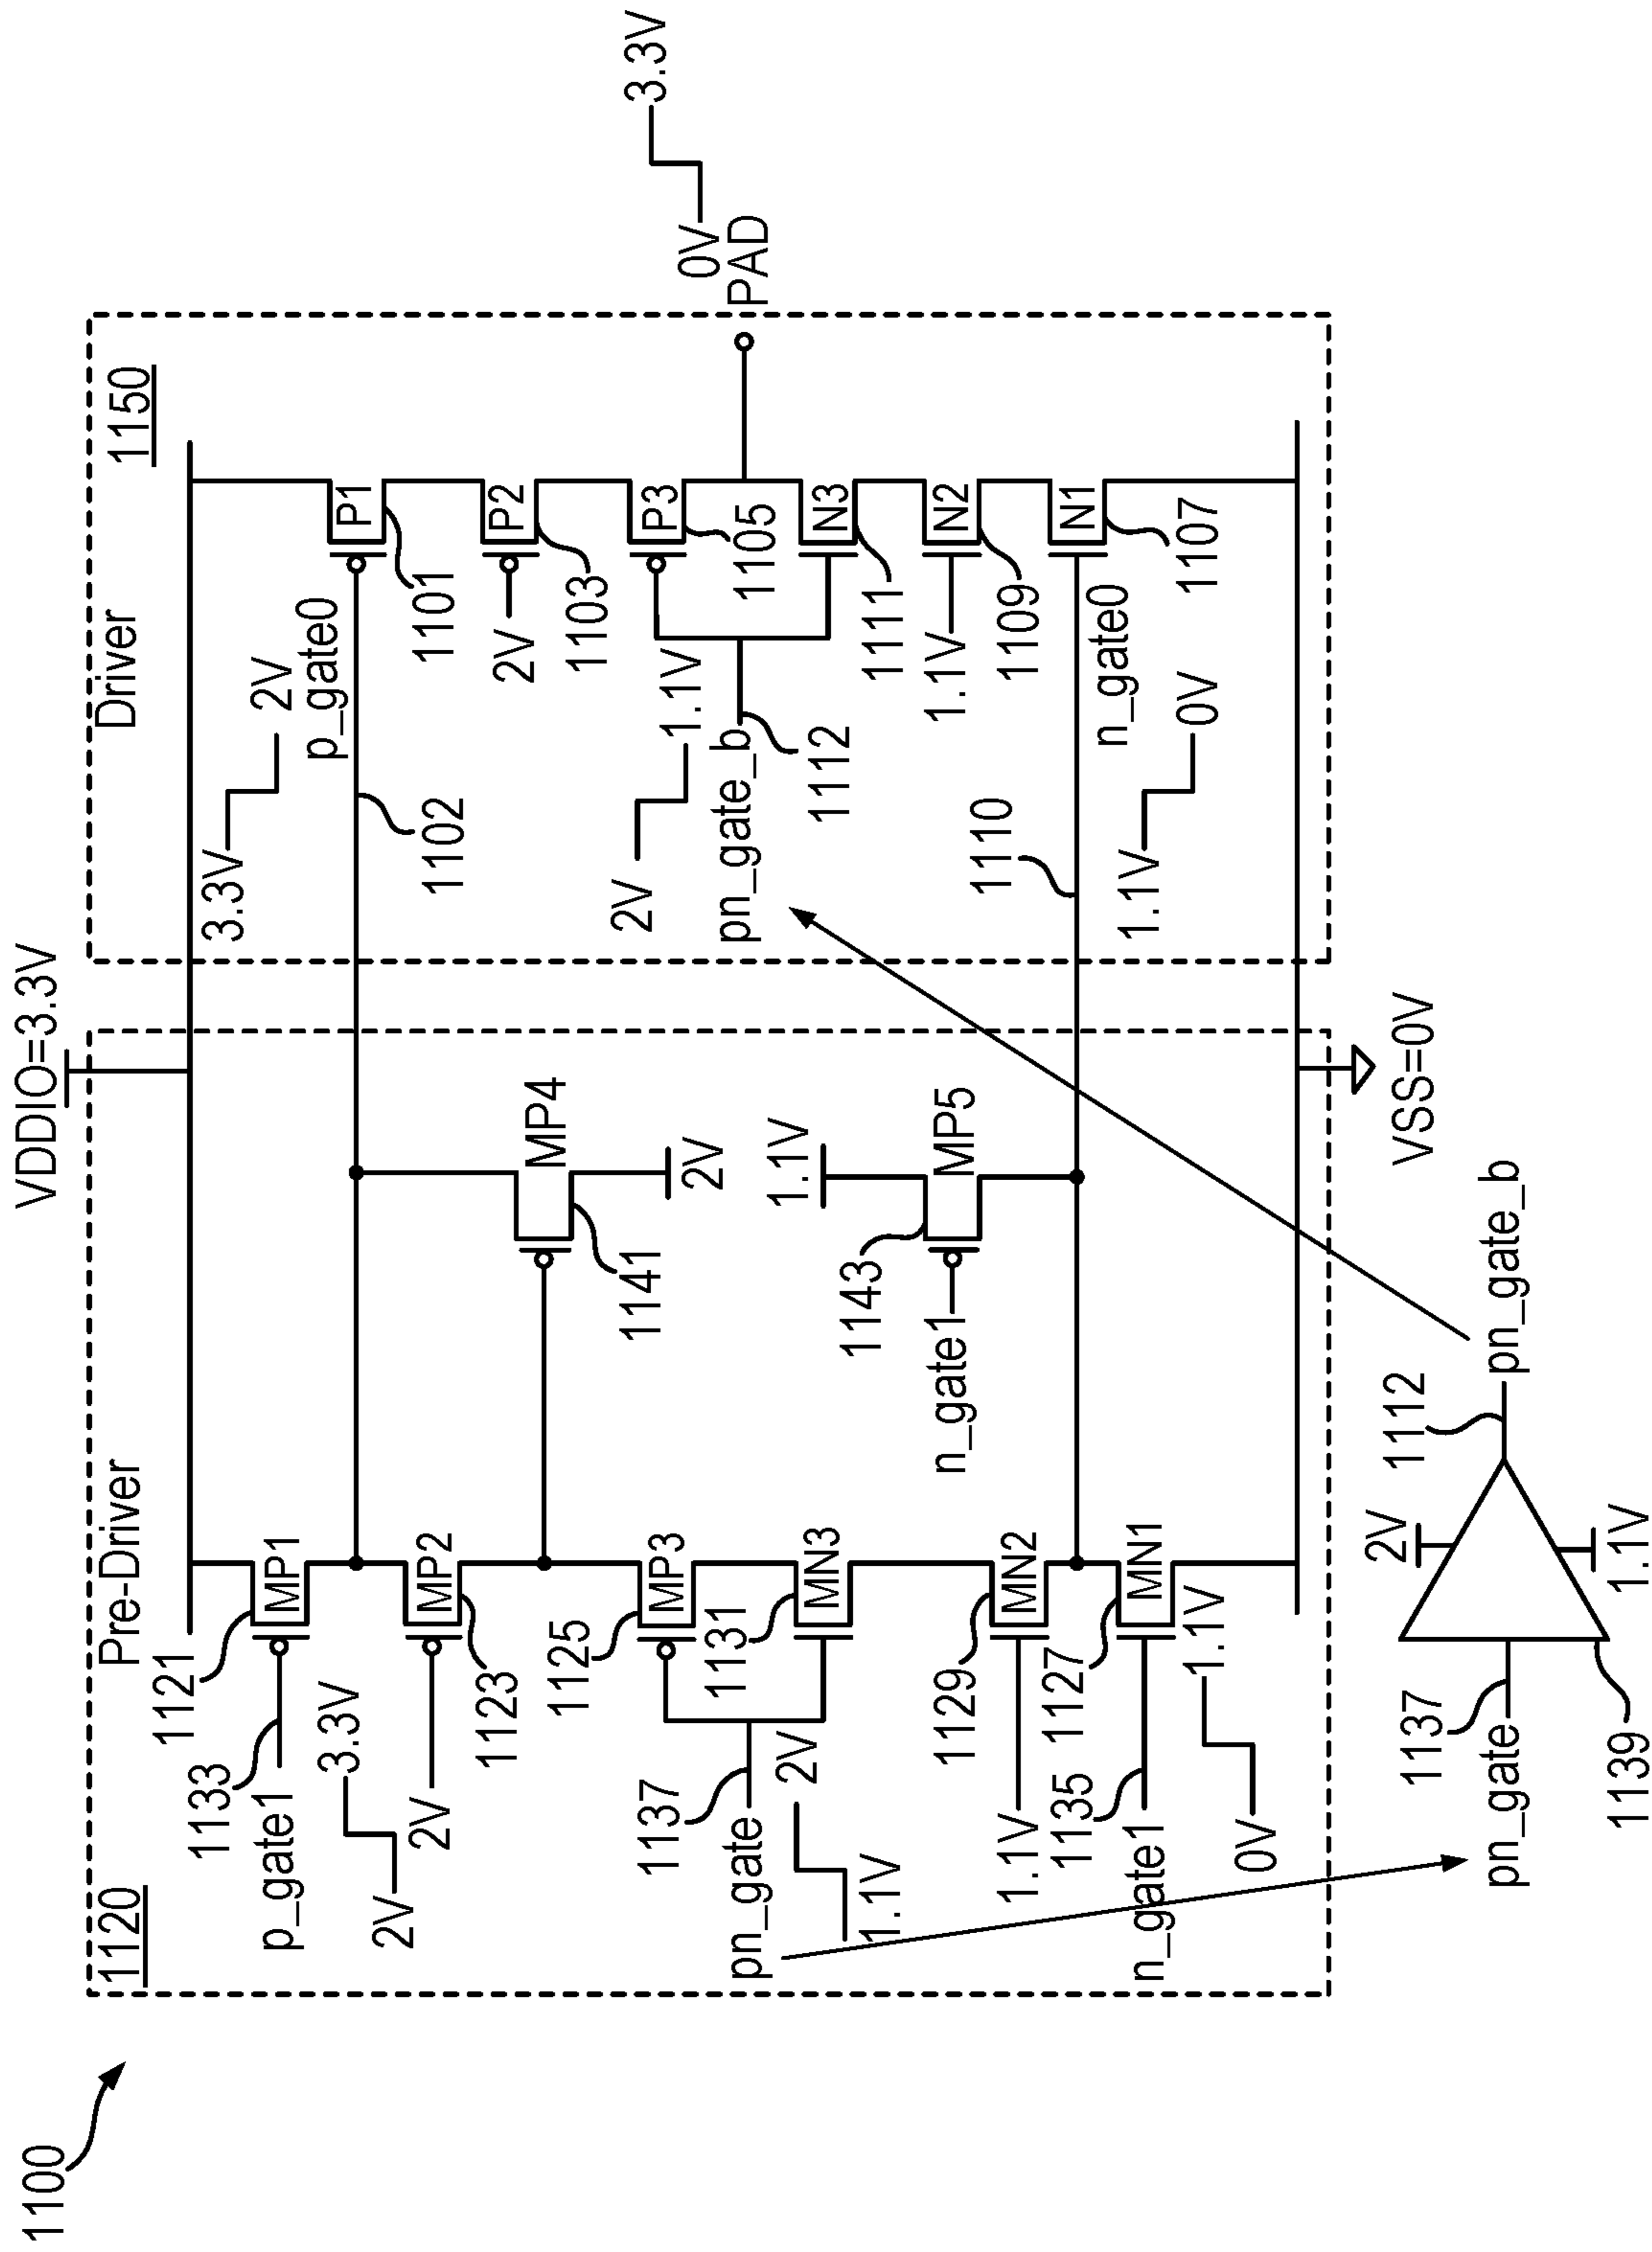 1100
VDDIO=3.3V
1120
Pre-Driver
Driver
1150
1121
MP1
1133
p_gate1
2V
3.3V
MP2
2V
1123
1125
MP3
1131
MN3
1137
pn_gate
1.1V
2V
1129
MN2
1.1V
1127
MN1
1135
n_gate1
0V
1.1V
MP4
1141
2V
1.1V
1143
MP5
n_gate1
3.3V
2V
p_gate0
1102
P1
1101
P2
2V
1103
P3
1105
2V
1.1V
pn_gate_b
1112
N3
1111
N2
1.1V
1109
1110
N1
n_gate0
1107
1.1V
0V
0V
3.3V
PAD
VSS=0V
1137
pn_gate
pn_gate
1139
2V
1.1V
1112
pn_gate_b